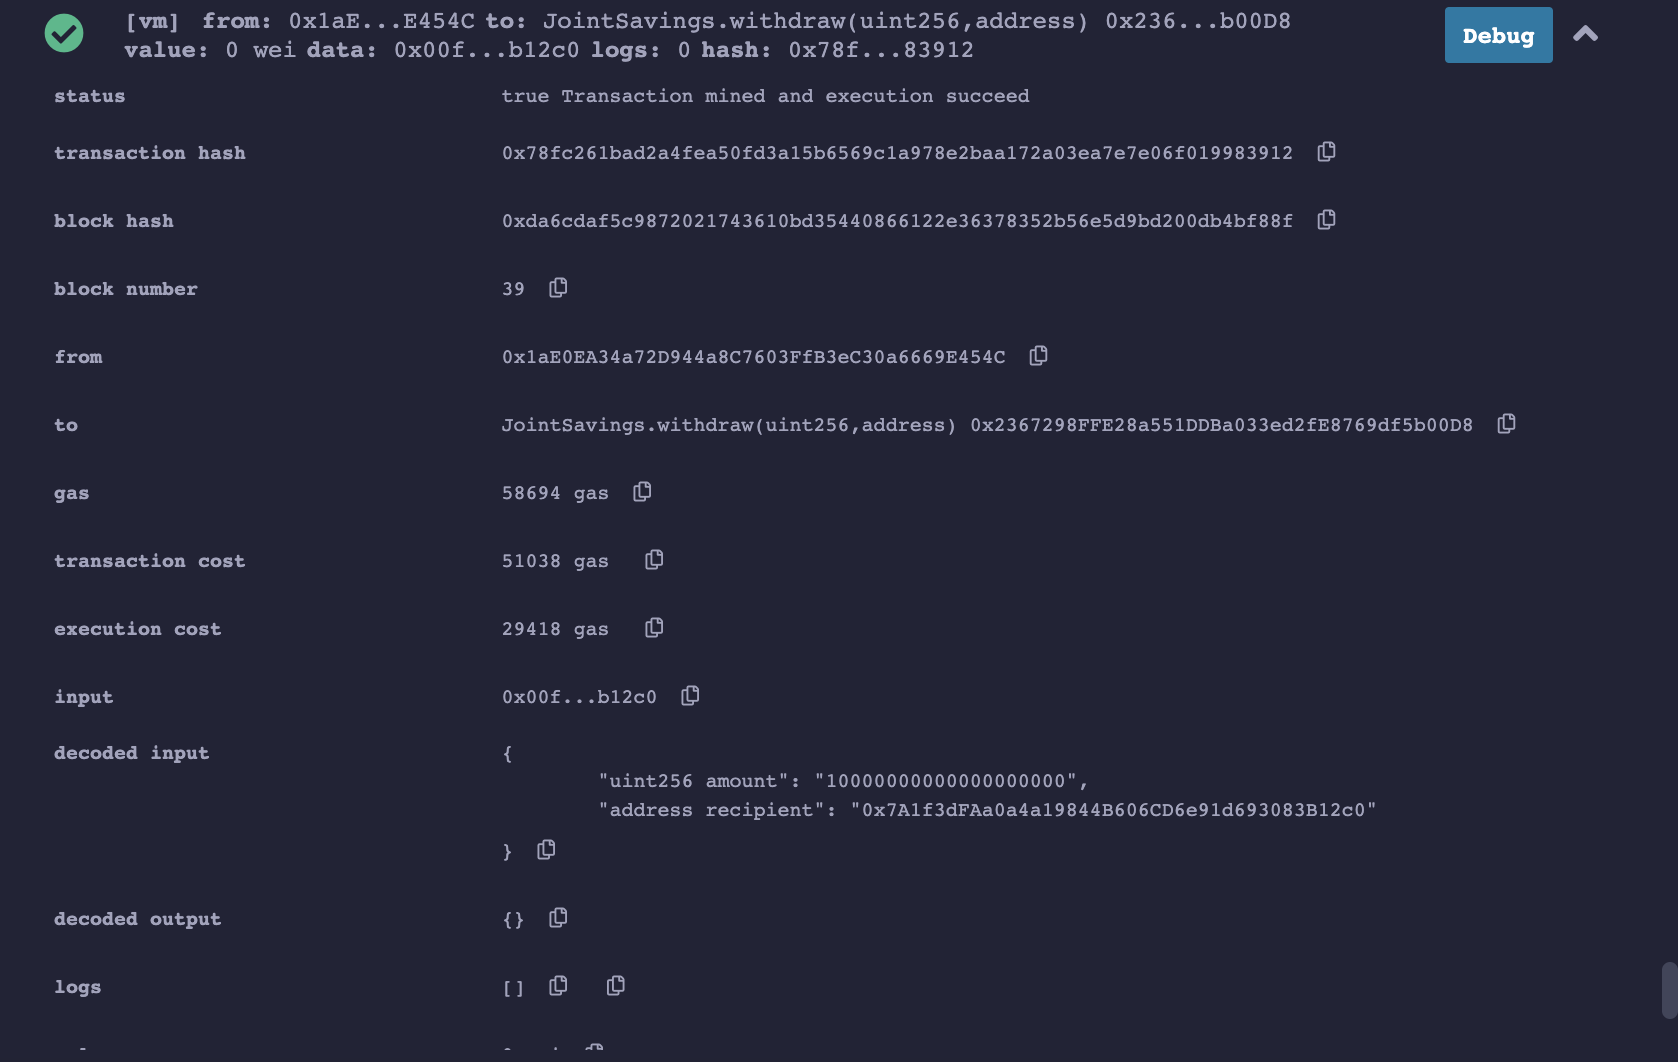 [vm] from: 0x1aE...E454C to: JointSavings.withdraw(uint256,address) 0x236...b00D8
value: 0 wei data: 0x00f...b12c0 logs: 0 hash: 0x78f...83912
Debug
status true Transaction mined and execution succeed
transaction hash 0x78fc261bad2a4fea50fd3a15b6569c1a978e2baa172a03ea7e7e06f019983912
block hash 0xda6cdaf5c9872021743610bd35440866122e36378352b56e5d9bd200db4bf88f
block number 39
from 0x1aE0EA34a72D944a8C7603FfB3eC30a6669E454C
to JointSavings.withdraw(uint256,address) 0x2367298FFE28a551DDBa033ed2fE8769df5b00D8
gas 58694 gas
transaction cost 51038 gas
execution cost 29418 gas
input 0x00f...b12c0
decoded input {
"uint256 amount": "10000000000000000000",
"address recipient": "0x7A1f3dFAa0a4a19844B606CD6e91d693083B12c0"
}
decoded output {}
logs []